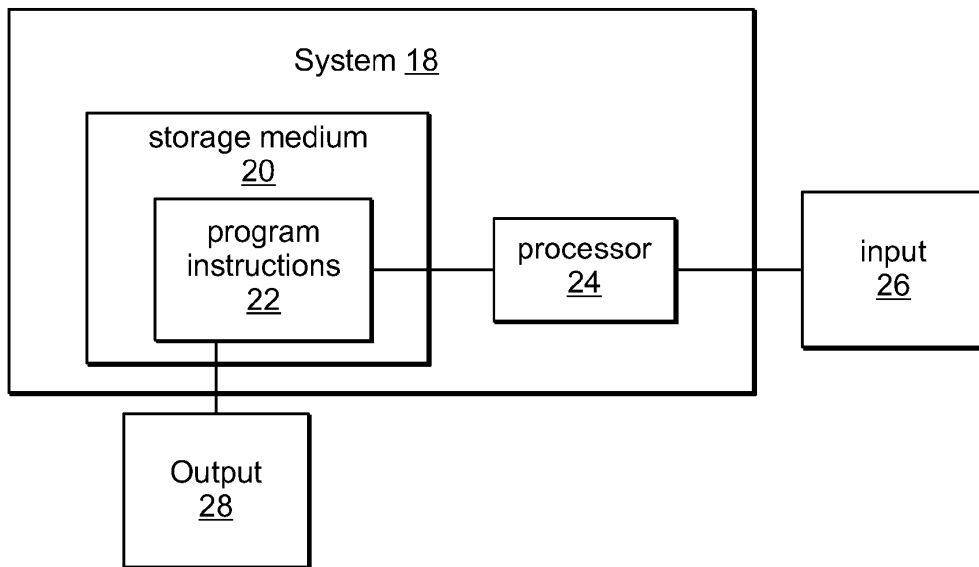 System 18
storage medium
20
program
instructions
22
processor
24
input
26
Output
28